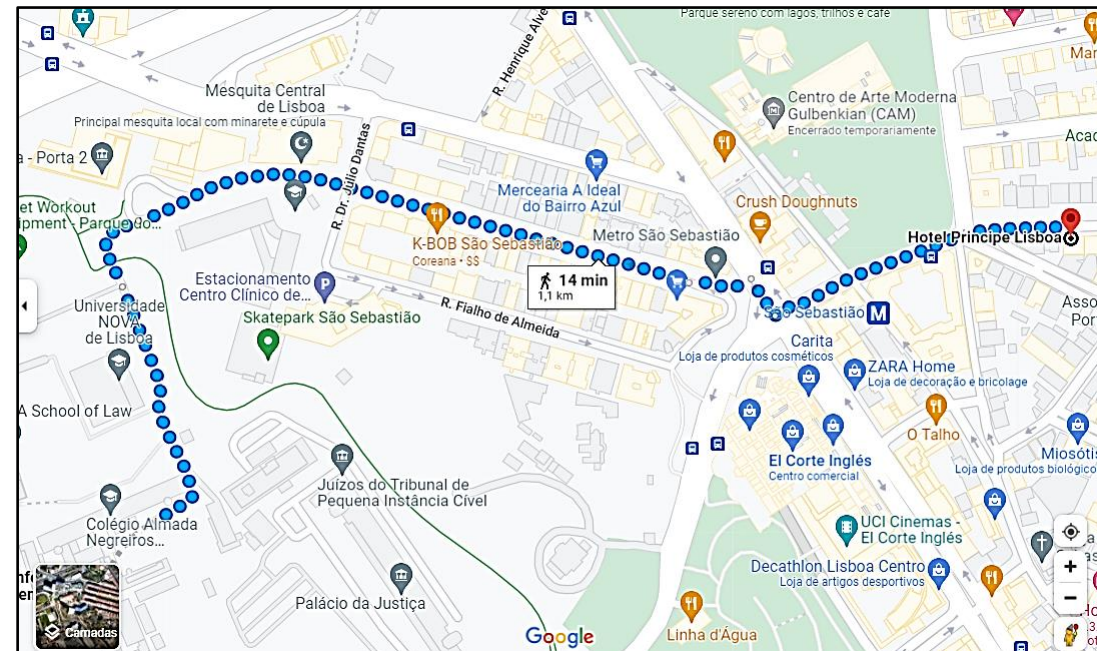 Parque sereno com lagos, trilhos e café
R. Henrique Alve
Mar
Mesquita Central
de Lisboa
Principal mesquita local com minarete e cúpula
Centro de Arte Moderna
Gulbenkian (CAM)
Encerrado temporariamente
R. Dr. Júlio Dantas
Acac
a - Porta 2
Mercearia A Ideal
do Bairro Azul
Crush Doughnuts
et Workout
ipment - Parque do...
K-BOB São Sebastião
Coreana • $$
Metro São Sebastião
Hotel Príncipe Lisboa
14 min
1,1 km
Estacionamento
Centro Clínico de...
P
R. Fialho de Almeida
São Sebastião
M
Universidade
NOVA
de Lisboa
Skatepark São Sebastião
Asso
Por
Carita
Loja de produtos cosméticos
ZARA Home
Loja de decoração e bricolage
A School of Law
O Talho
Miosótis
Loja de produtos biológico
El Corte Inglés
Centro comercial
Juízos do Tribunal de
Pequena Instância Cível
Colégio Almada
Negreiros...
UCI Cinemas -
El Corte Inglés
Decathlon Lisboa Centro
Loja de artigos desportivos
Palácio da Justiça
Linha d'Água
Camadas
Google
+
−